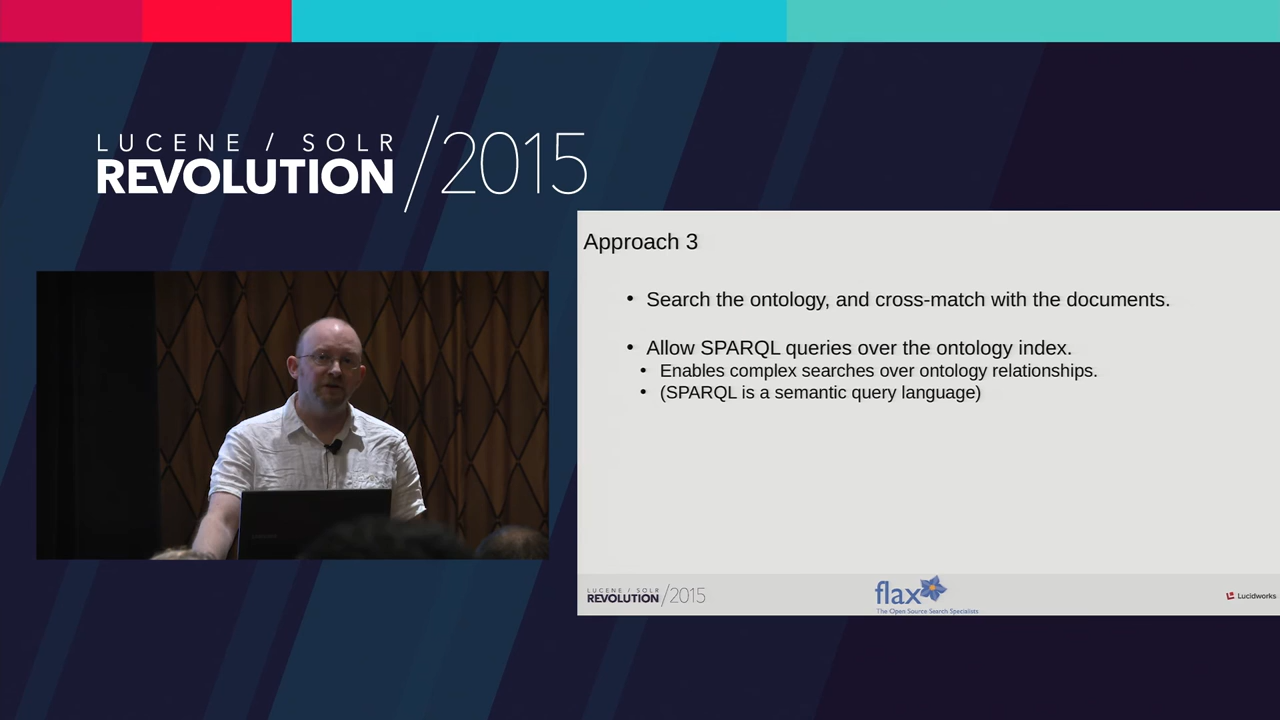 LUCENE / SOLR
REVOLUTION /2015
Approach 3
• Search the ontology, and cross-match with the documents.
• Allow SPARQL queries over the ontology index.
• Enables complex searches over ontology relationships.
• (SPARQL is a semantic query language)
LUCENE / SOLR
REVOLUTION /2015
flax
The Open Source Search Specialists
Lucidworks